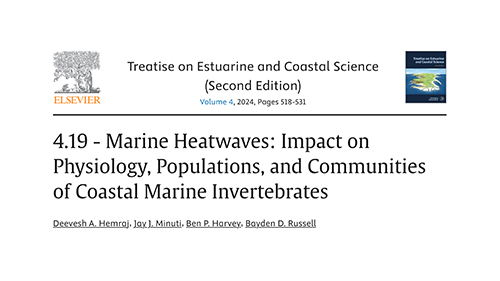 Treatise on Estuarine and Coastal Science
(Second Edition)
ELSEVIER
Volume 4, 2024, Pages 518-531
4.19 - Marine Heatwaves: Impact on
Physiology, Populations, and Communities
of Coastal Marine Invertebrates
Deevesh A. Hemraj, Jay J. Minuti, Ben P. Harvey, Bayden D. Russell